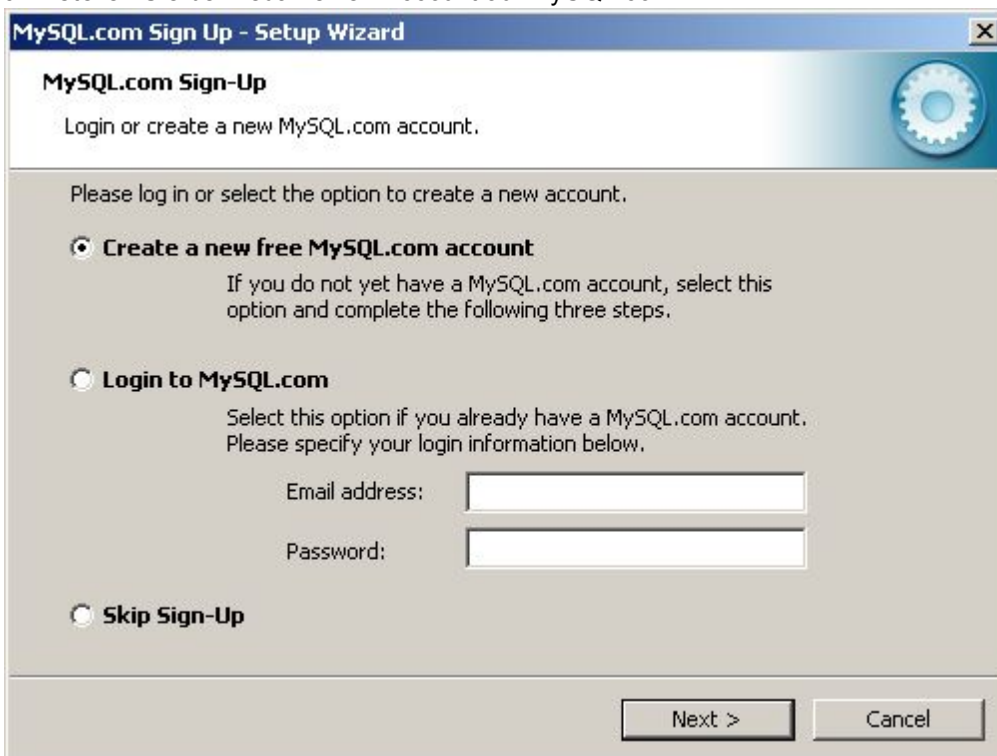 MySQL.com Sign Up - Setup Wizard
MySQL.com Sign-Up
Login or create a new MySQL.com account.
Please log in or select the option to create a new account.
Create a new free MySQL.com account
If you do not yet have a MySQL.com account, select this
option and complete the following three steps.
Login to MySQL.com
Select this option if you already have a MySQL.com account.
Please specify your login information below.
Email address:
Password:
Skip Sign-Up
Next >
Cancel